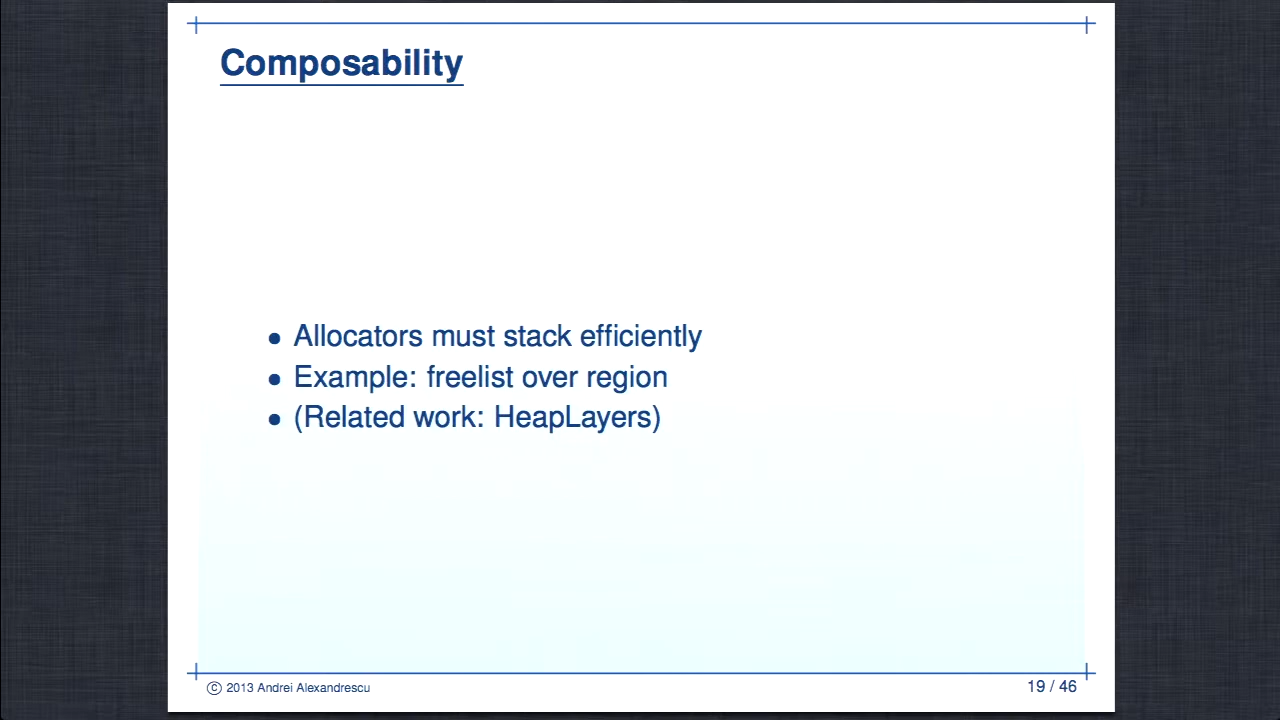 Composability
• Allocators must stack efficiently
• Example: freelist over region
• (Related work: HeapLayers)
© 2013 Andrei Alexandrescu
19 / 46